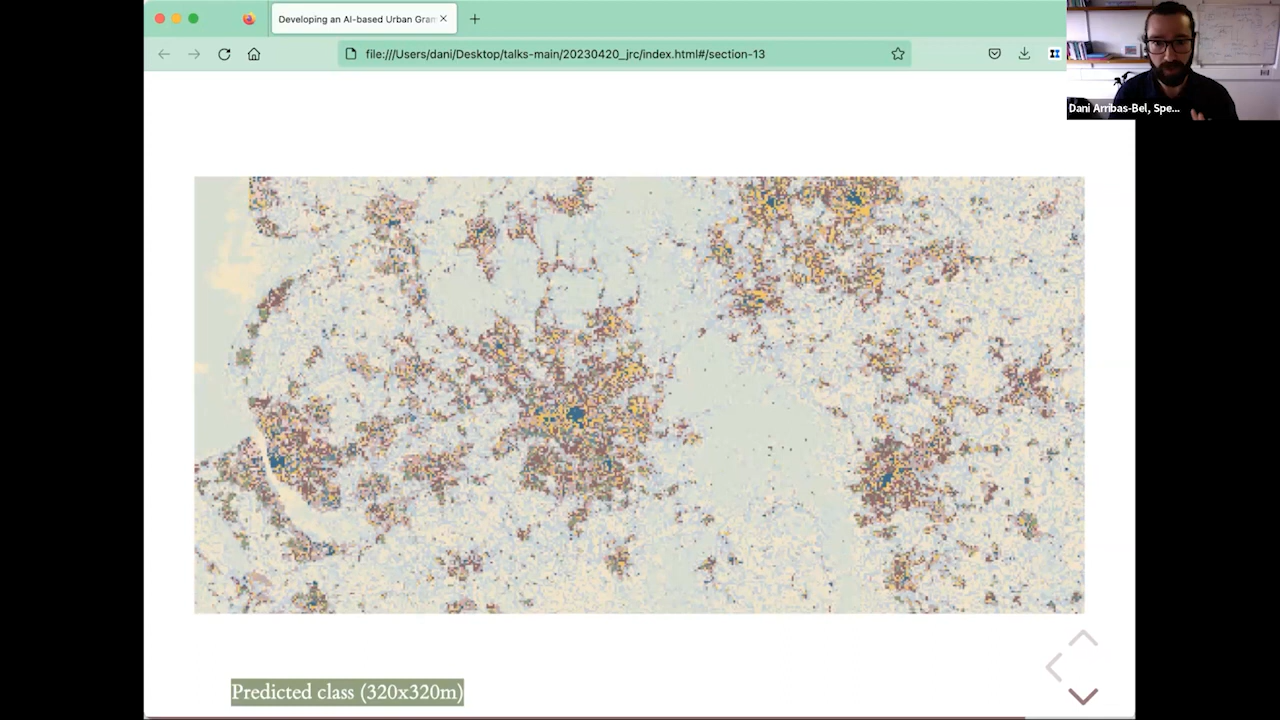 Developing an AI-based Urban Gram
file:///Users/dani/Desktop/talks-main/20230420_jrc/index.html#/section-13
Dani Arribas-Bel, Spe...
Predicted class (320x320m)